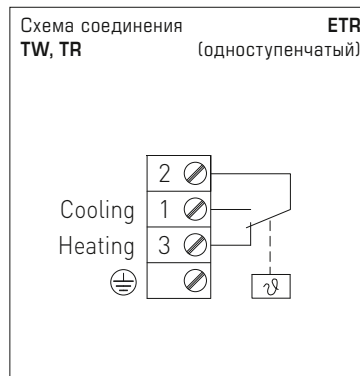 Схема соединения ETR
TW, TR (одноступенчатый)
2
Cooling 1
Heating 3
ϑ